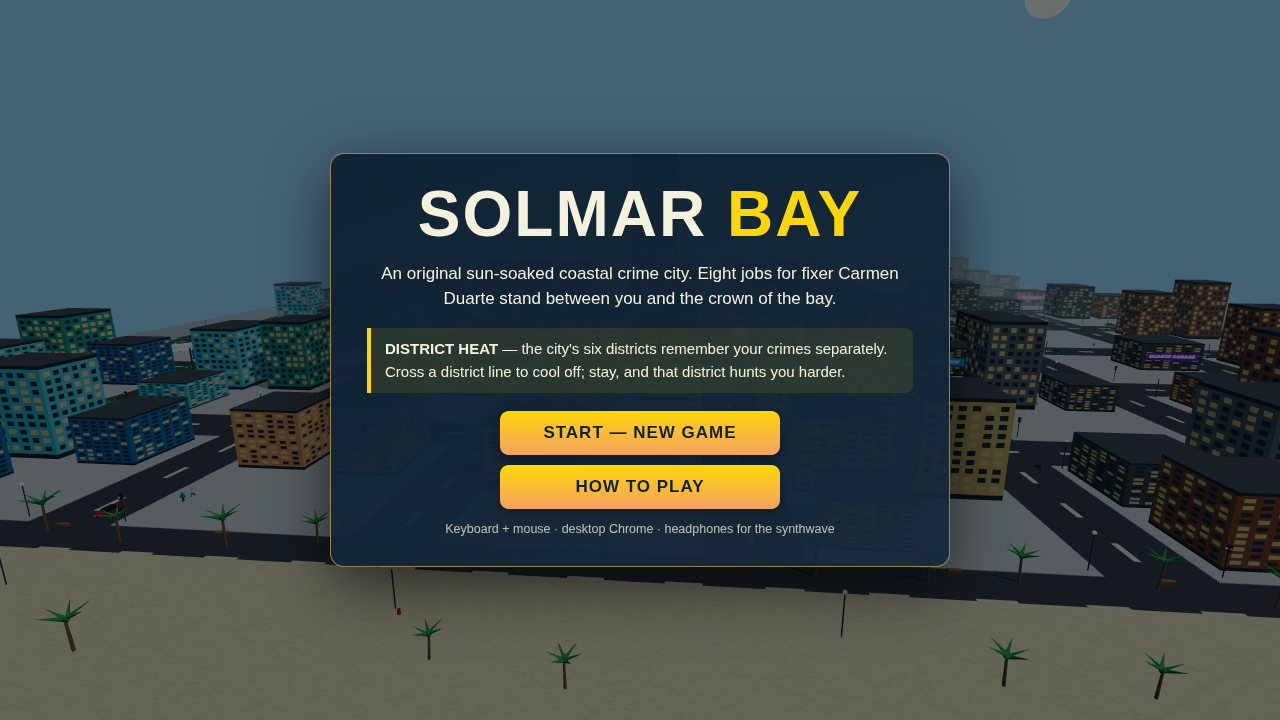 SOLMAR BAY
An original sun-soaked coastal crime city. Eight jobs for fixer Carmen
Duarte stand between you and the crown of the bay.
DISTRICT HEAT — the city's six districts remember your crimes separately.
Cross a district line to cool off; stay, and that district hunts you harder.
START — NEW GAME
HOW TO PLAY
Keyboard + mouse · desktop Chrome · headphones for the synthwave